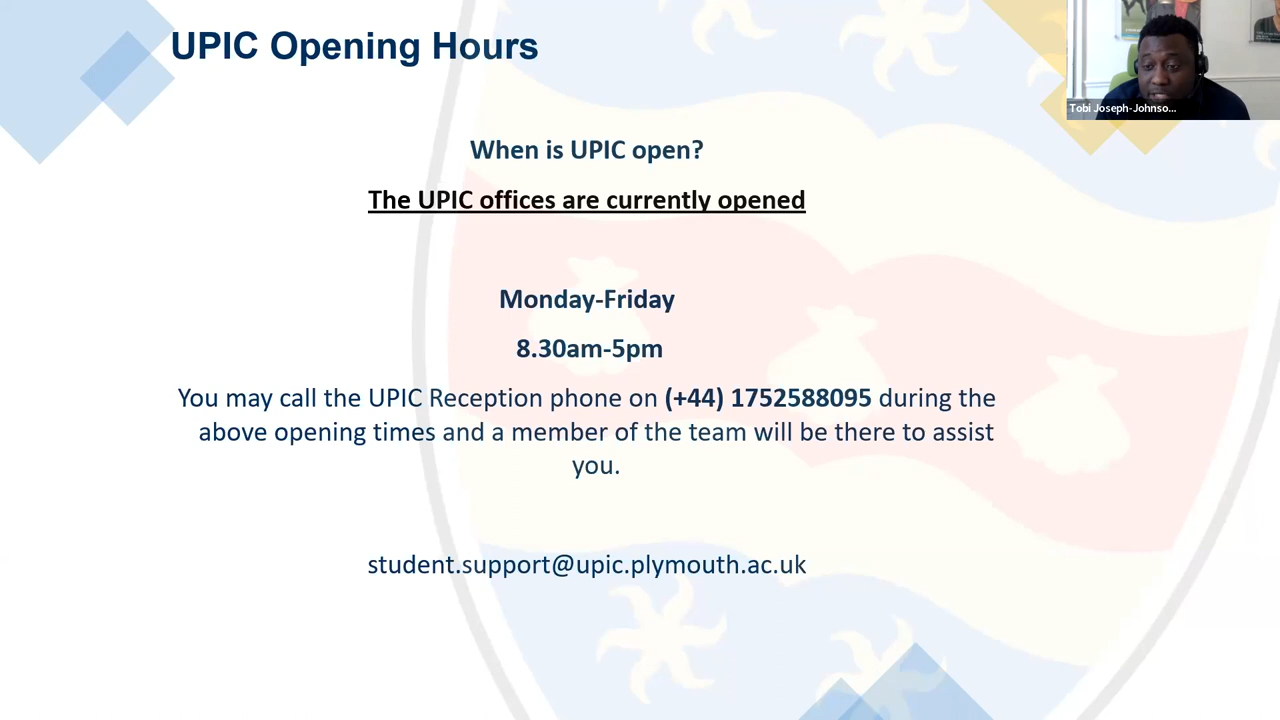 UPIC Opening Hours
Tobi Joseph-Johnso...
When is UPIC open?
The UPIC offices are currently opened
Monday-Friday
8.30am-5pm
You may call the UPIC Reception phone on (+44) 1752588095 during the
above opening times and a member of the team will be there to assist
you.
student.support@upic.plymouth.ac.uk